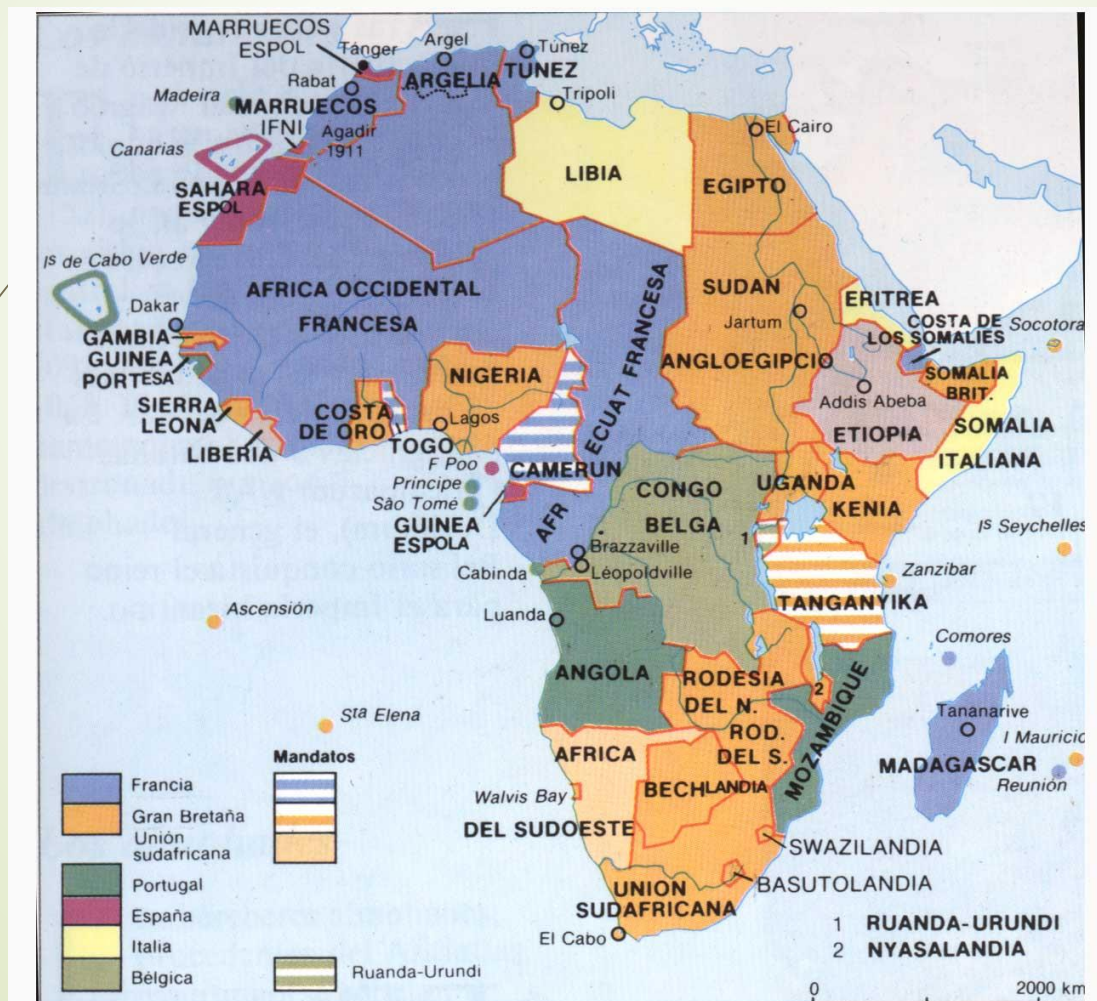 MARRUECOS
ESPOL
Tánger
Argel
Túnez
Rabat
ARGELIA
TUNEZ
Madeira
MARRUECOS
Trípoli
IFNI
Agadir
1911
El Cairo
Canarias
SAHARA
ESPOL
LIBIA
EGIPTO
Is de Cabo Verde
Dakar
AFRICA OCCIDENTAL
FRANCESA
AFR ECUAT FRANCESA
SUDAN
Jartum
ANGLOEGIPCIO
ERITREA
COSTA DE
LOS SOMALIES
Socotora
GAMBIA
GUINEA
PORTESA
NIGERIA
SOMALIA
BRIT.
Addis Abeba
SIERRA
LEONA
COSTA
DE ORO
Lagos
ETIOPIA
SOMALIA
ITALIANA
LIBERIA
TOGO
F Poo
CAMERUN
Príncipe
São Tomé
GUINEA
ESPOLA
CONGO
BELGA
UGANDA
KENIA
1
Is Seychelles
Brazzaville
Léopoldville
Cabinda
Zanzibar
TANGANYIKA
Ascensión
Luanda
Comores
ANGOLA
RODESIA
DEL N.
2
MOZAMBIQUE
Sta Elena
ROD.
DEL S.
Tananarive
I Mauricio
MADAGASCAR
Reunión
AFRICA
DEL SUDOESTE
BECHLANDIA
Walvis Bay
SWAZILANDIA
BASUTOLANDIA
UNION
SUDAFRICANA
El Cabo
1 RUANDA-URUNDI
2 NYASALANDIA
0 2000 km
Mandatos
Francia
Gran Bretaña
Unión
sudafricana
Portugal
España
Italia
Bélgica
Ruanda-Urundi